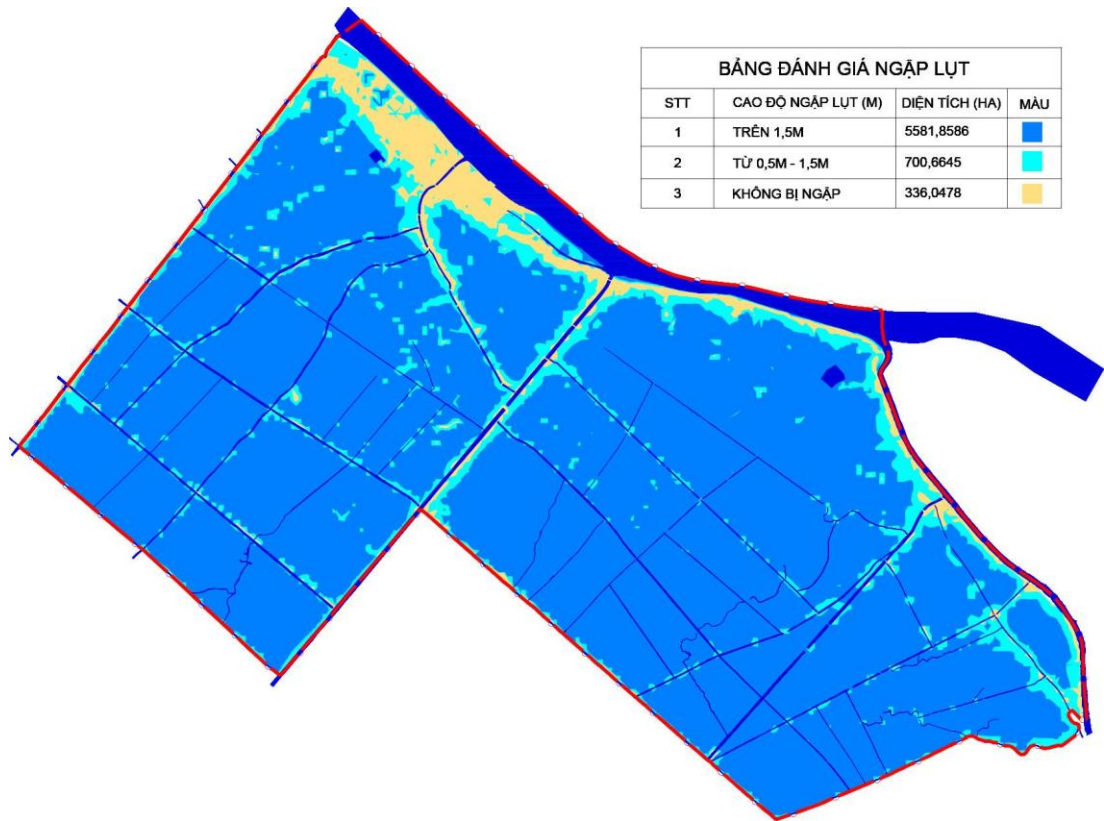 BẢNG ĐÁNH GIÁ NGẬP LỤT
STT CAO ĐỘ NGẬP LỤT (M) DIỆN TÍCH (HA) MÀU
1 TRÊN 1,5M 5581,8586
2 TỪ 0,5M - 1,5M 700,6645
3 KHÔNG BỊ NGẬP 336,0478